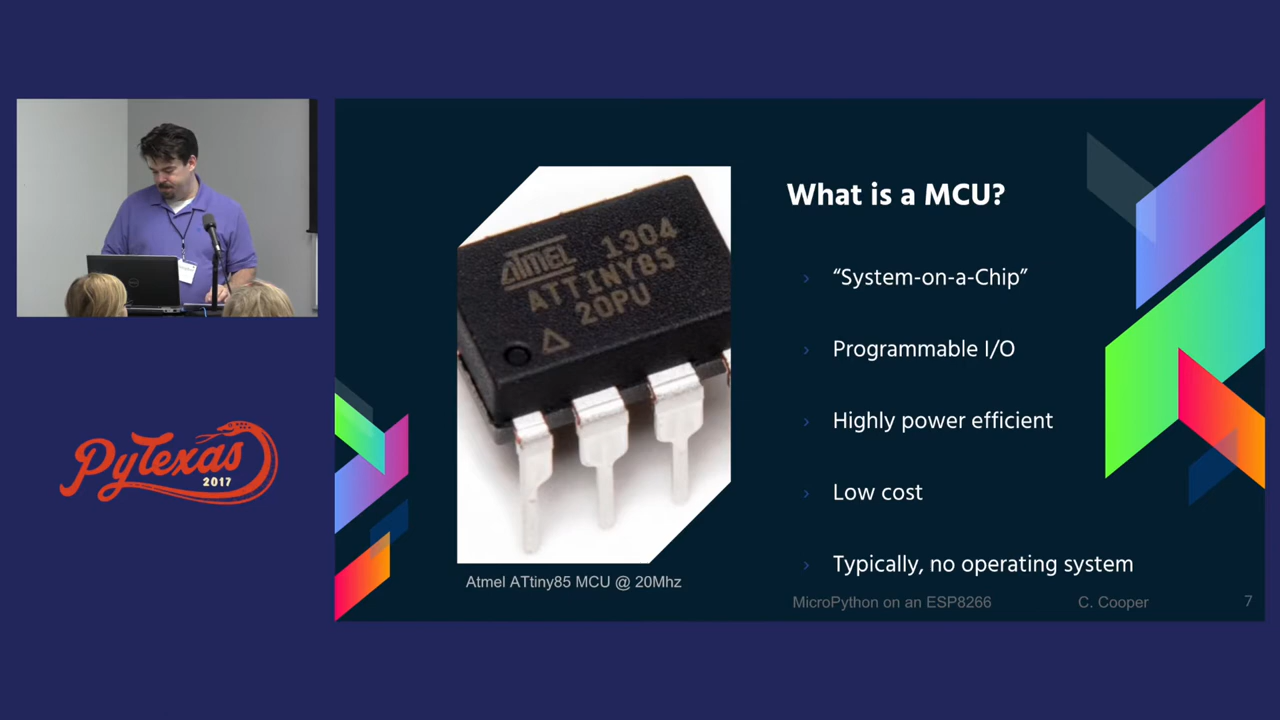 What is a MCU?
ATMEL 1304
ATTINY85
20PU
› “System-on-a-Chip”
› Programmable I/O
› Highly power efficient
› Low cost
› Typically, no operating system
Atmel ATtiny85 MCU @ 20Mhz
MicroPython on an ESP8266 C. Cooper 7
PyTexas
2017